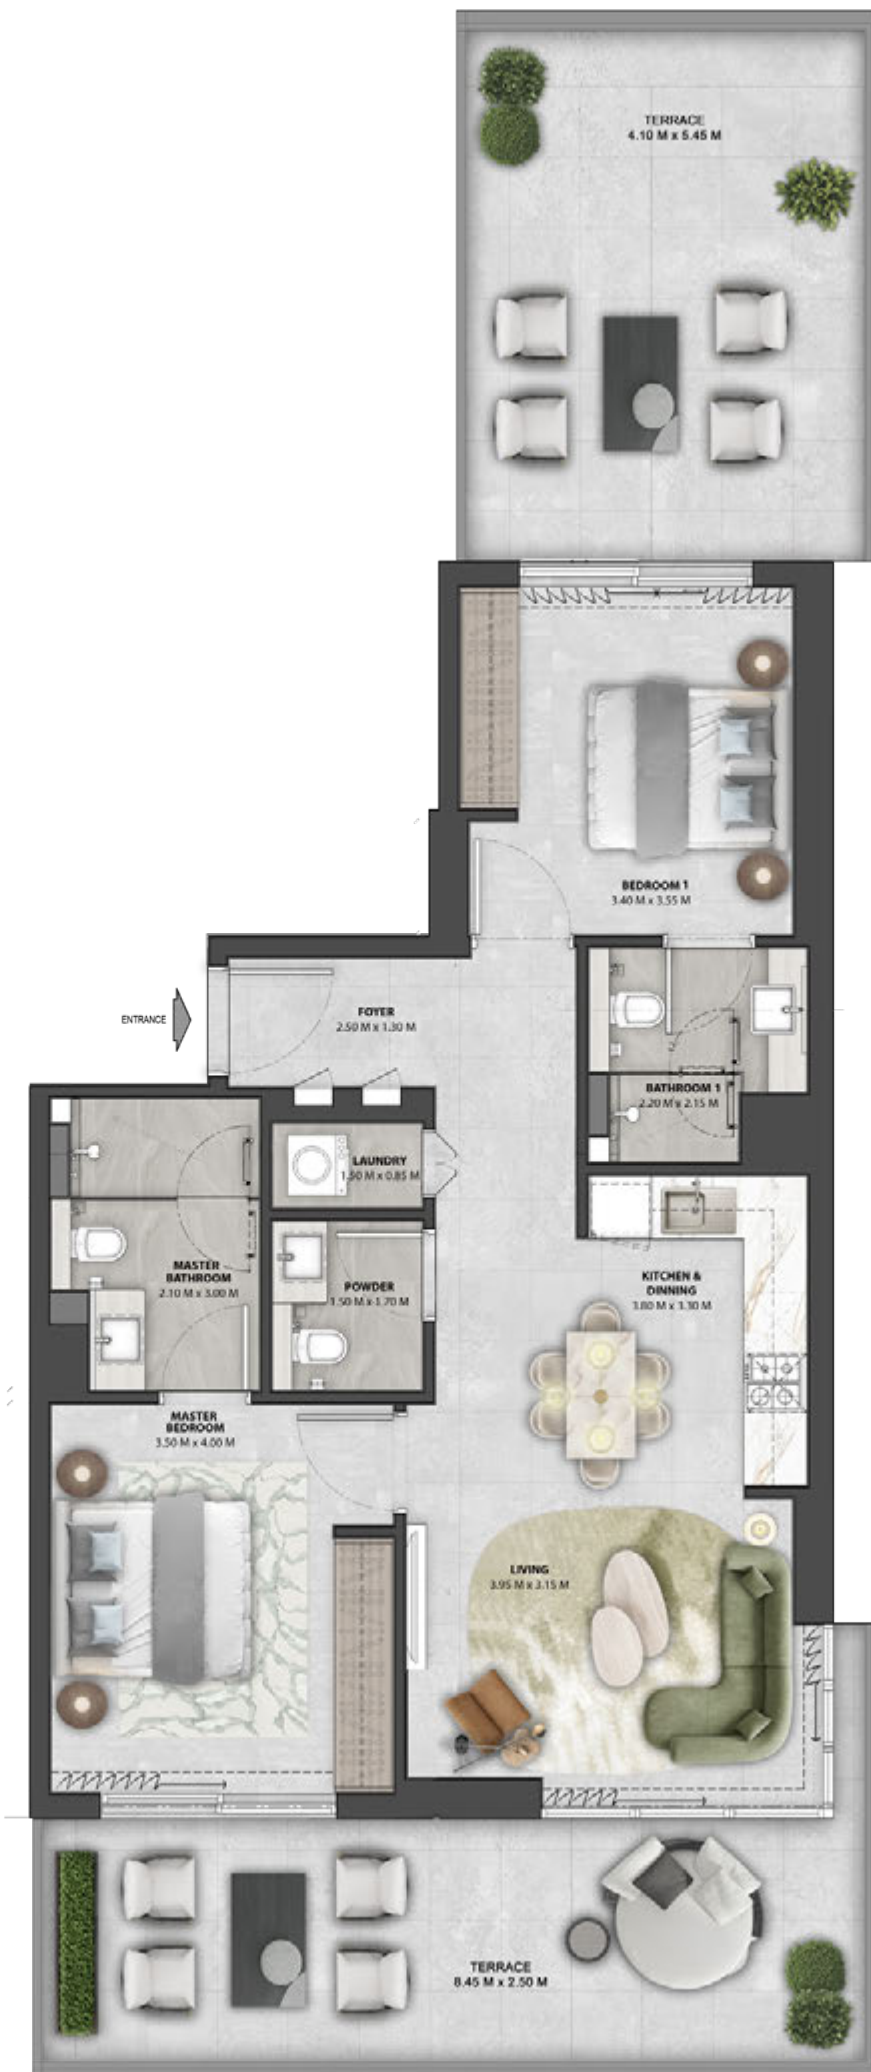 TERRACE
4.10 M x 5.45 M
BEDROOM 1
3.40 M x 3.55 M
ENTRANCE
FOYER
2.50 M x 1.30 M
BATHROOM 1
2.20 M x 2.15 M
LAUNDRY
1.50 M x 0.85 M
MASTER
BATHROOM
2.10 M x 3.00 M
POWDER
1.50 M x 1.70 M
KITCHEN &
DINNING
3.80 M x 3.30 M
MASTER
BEDROOM
3.50 M x 4.00 M
LIVING
3.95 M x 3.15 M
TERRACE
8.45 M x 2.50 M